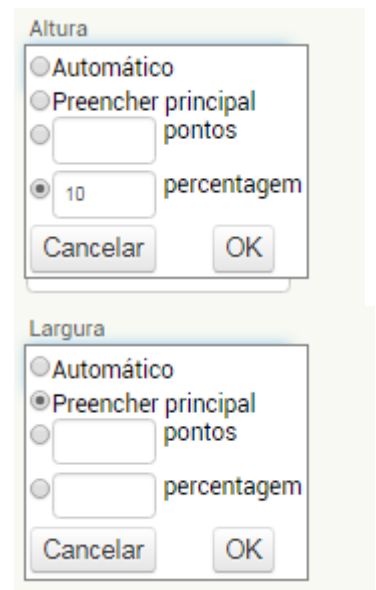 Altura
Automático
Preencher principal
pontos
10 percentagem
Cancelar OK
Largura
Automático
Preencher principal
pontos
percentagem
Cancelar OK